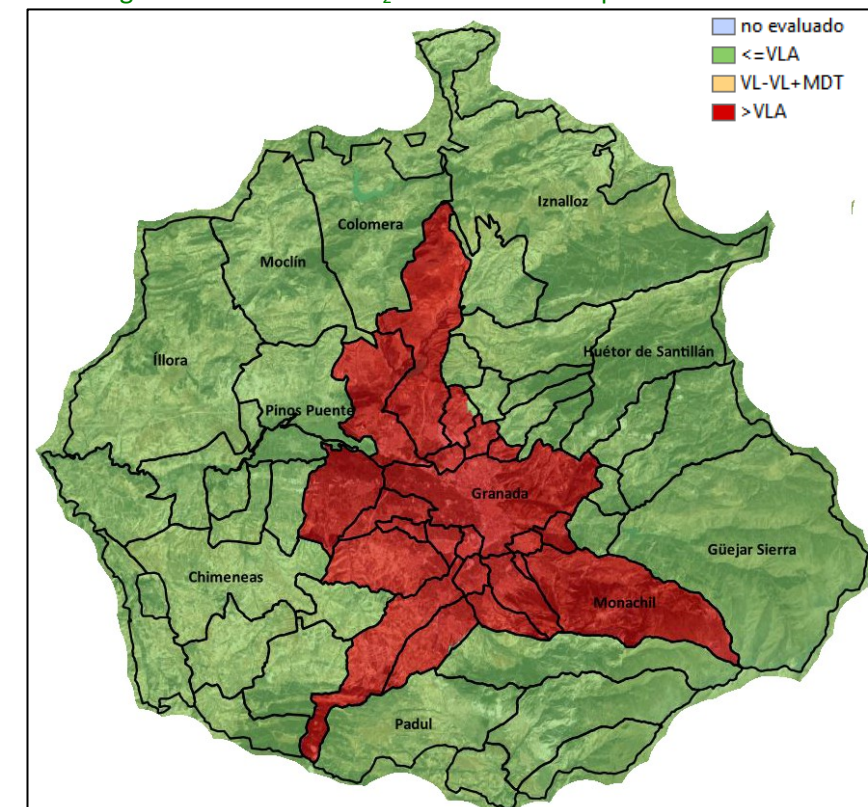 no evaluado
<=VLA
VL-VL+MDT
>VLA
Iznalloz
Colomera
Moclín
Huétor de Santillán
Íllora
Pinos Puente
Granada
Güejar Sierra
Chimeneas
Monachil
Padul